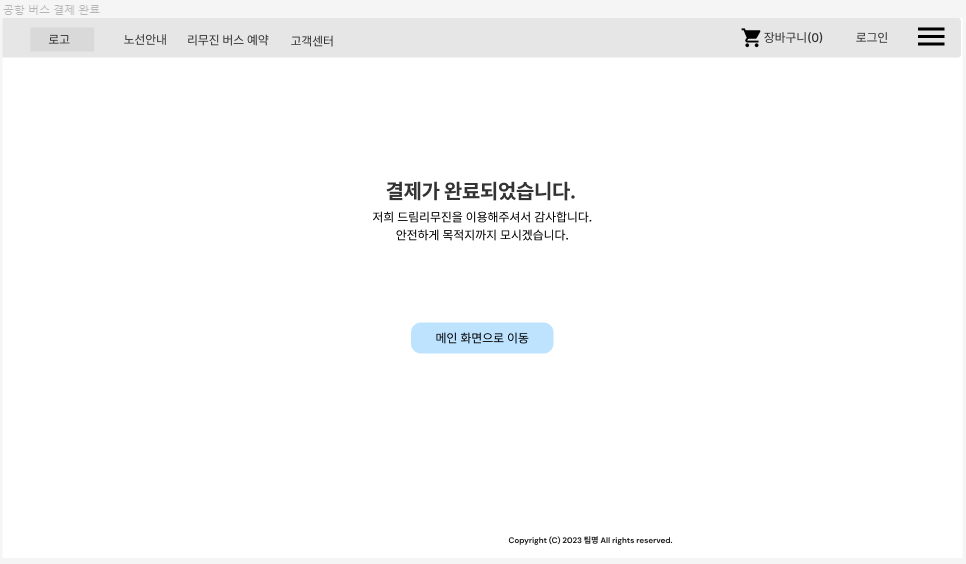 공항 버스 결제 완료
로고 노선안내 리무진 버스 예약 고객센터 장바구니(0) 로그인
결제가 완료되었습니다.
저희 드림리무진을 이용해주셔서 감사합니다.
안전하게 목적지까지 모시겠습니다.
메인 화면으로 이동
Copyright (C) 2023 팀명 All rights reserved.